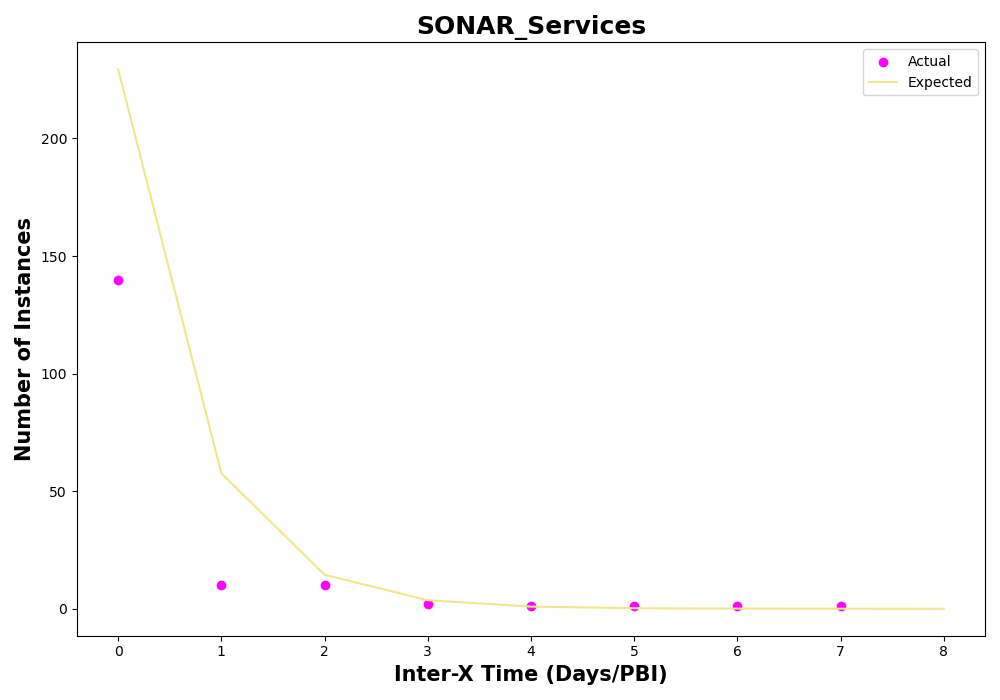 SONAR_Services
Actual
Expected
Number of Instances
200
150
100
50
0
0 1 2 3 4 5 6 7 8
Inter-X Time (Days/PBI)